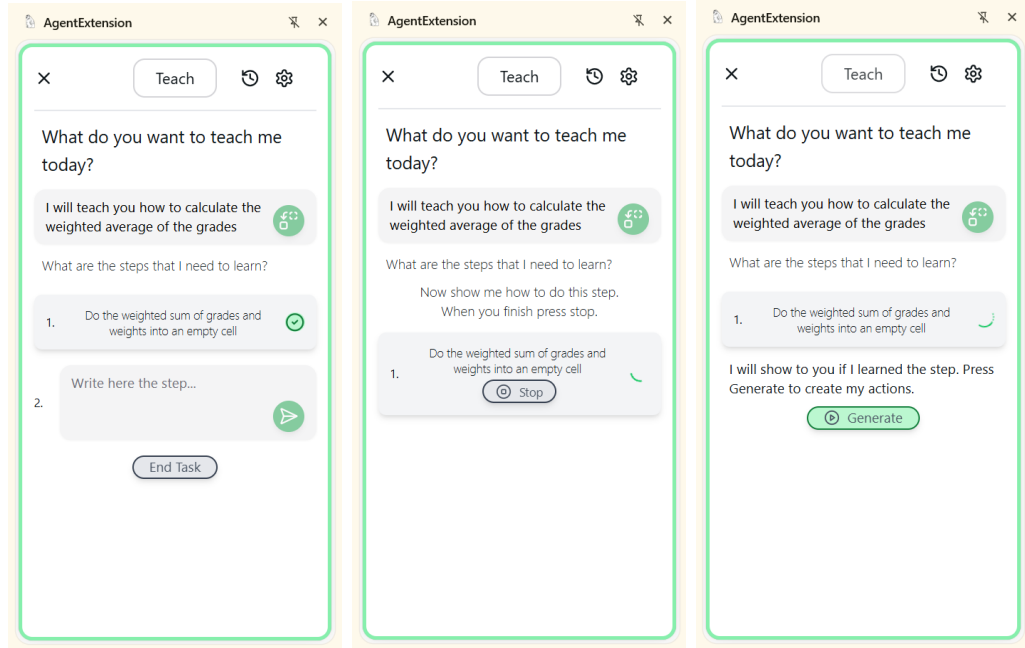 AgentExtension
Teach
What do you want to teach me
today?
I will teach you how to calculate the
weighted average of the grades
What are the steps that I need to learn?
1.
Do the weighted sum of grades and
weights into an empty cell
2.
Write here the step...
End Task
AgentExtension
Teach
What do you want to teach me
today?
I will teach you how to calculate the
weighted average of the grades
What are the steps that I need to learn?
Now show me how to do this step.
When you finish press stop.
1.
Do the weighted sum of grades and
weights into an empty cell
Stop
AgentExtension
Teach
What do you want to teach me
today?
I will teach you how to calculate the
weighted average of the grades
What are the steps that I need to learn?
1.
Do the weighted sum of grades and
weights into an empty cell
I will show to you if I learned the step. Press
Generate to create my actions.
Generate